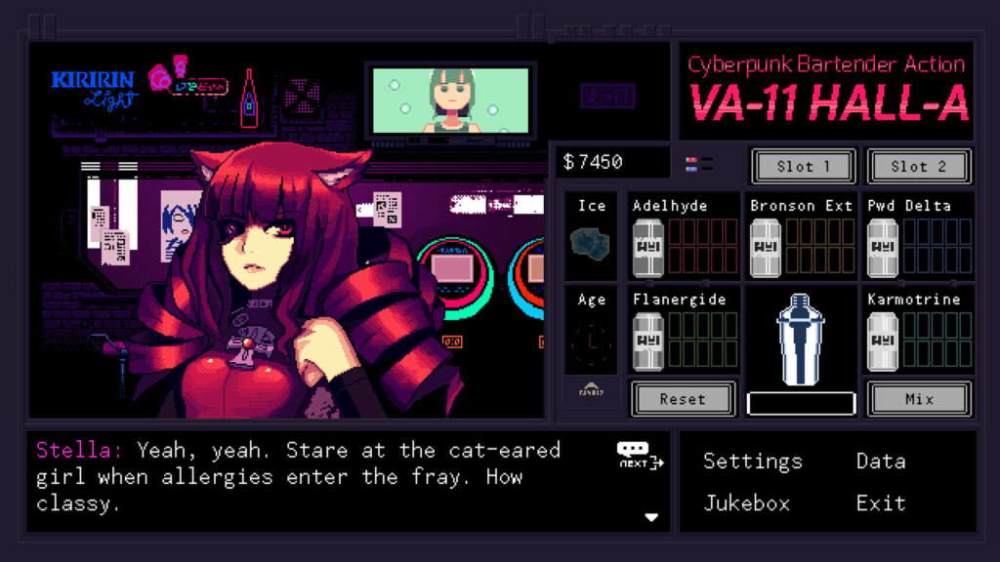 KIRIRIN
Light
Cyberpunk Bartender Action
VA-11 HALL-A
$7450
Slot 1
Slot 2
Ice
Adelhyde
Bronson Ext
Pwd Delta
Age
Flanergide
Karmotrine
Reset
Mix
Stella: Yeah, yeah. Stare at the cat-eared
girl when allergies enter the fray. How
classy.
NEXT
Settings
Data
Jukebox
Exit